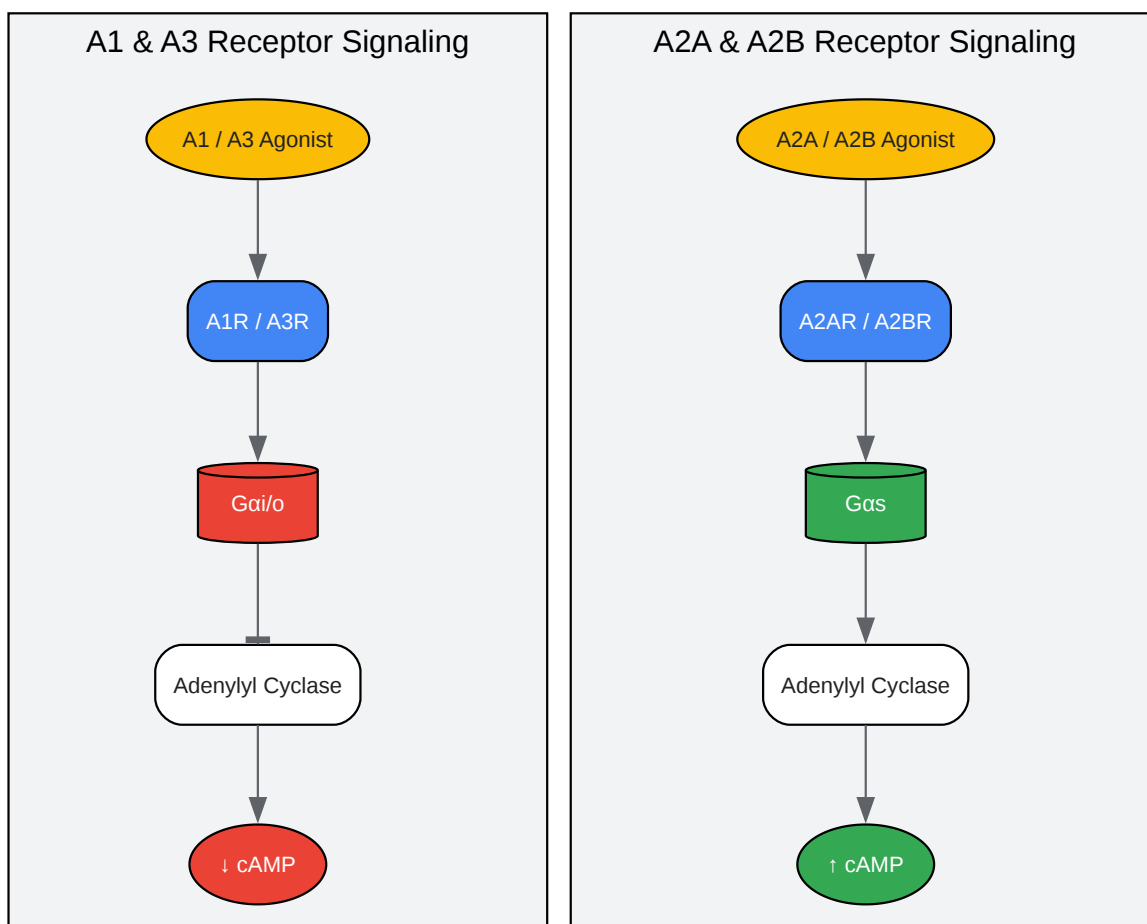 A1 & A3 Receptor Signaling
A1 / A3 Agonist
A1R / A3R
Gαi/o
Adenylyl Cyclase
↓ cAMP
A2A & A2B Receptor Signaling
A2A / A2B Agonist
A2AR / A2BR
Gαs
Adenylyl Cyclase
↑ cAMP